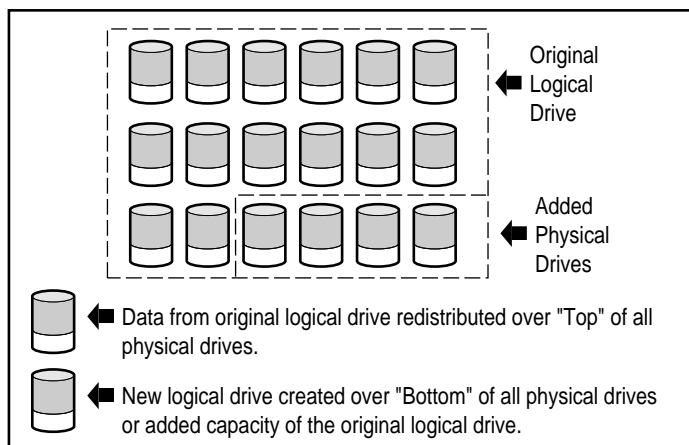 Original
Logical
Drive
Added
Physical
Drives
Data from original logical drive redistributed over "Top" of all
physical drives.
New logical drive created over "Bottom" of all physical drives
or added capacity of the original logical drive.